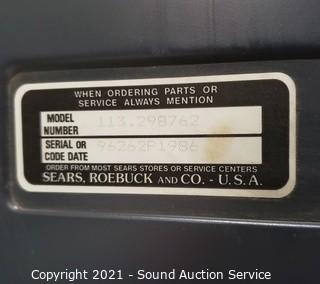 WHEN ORDERING PARTS OR
SERVICE ALWAYS MENTION
MODEL
NUMBER 113.298762
SERIAL OR
CODE DATE 96262P1986
ORDER FROM MOST SEARS STORES OR SERVICE CENTERS
SEARS, ROEBUCK AND CO. - U.S.A.
Copyright 2021 - Sound Auction Service